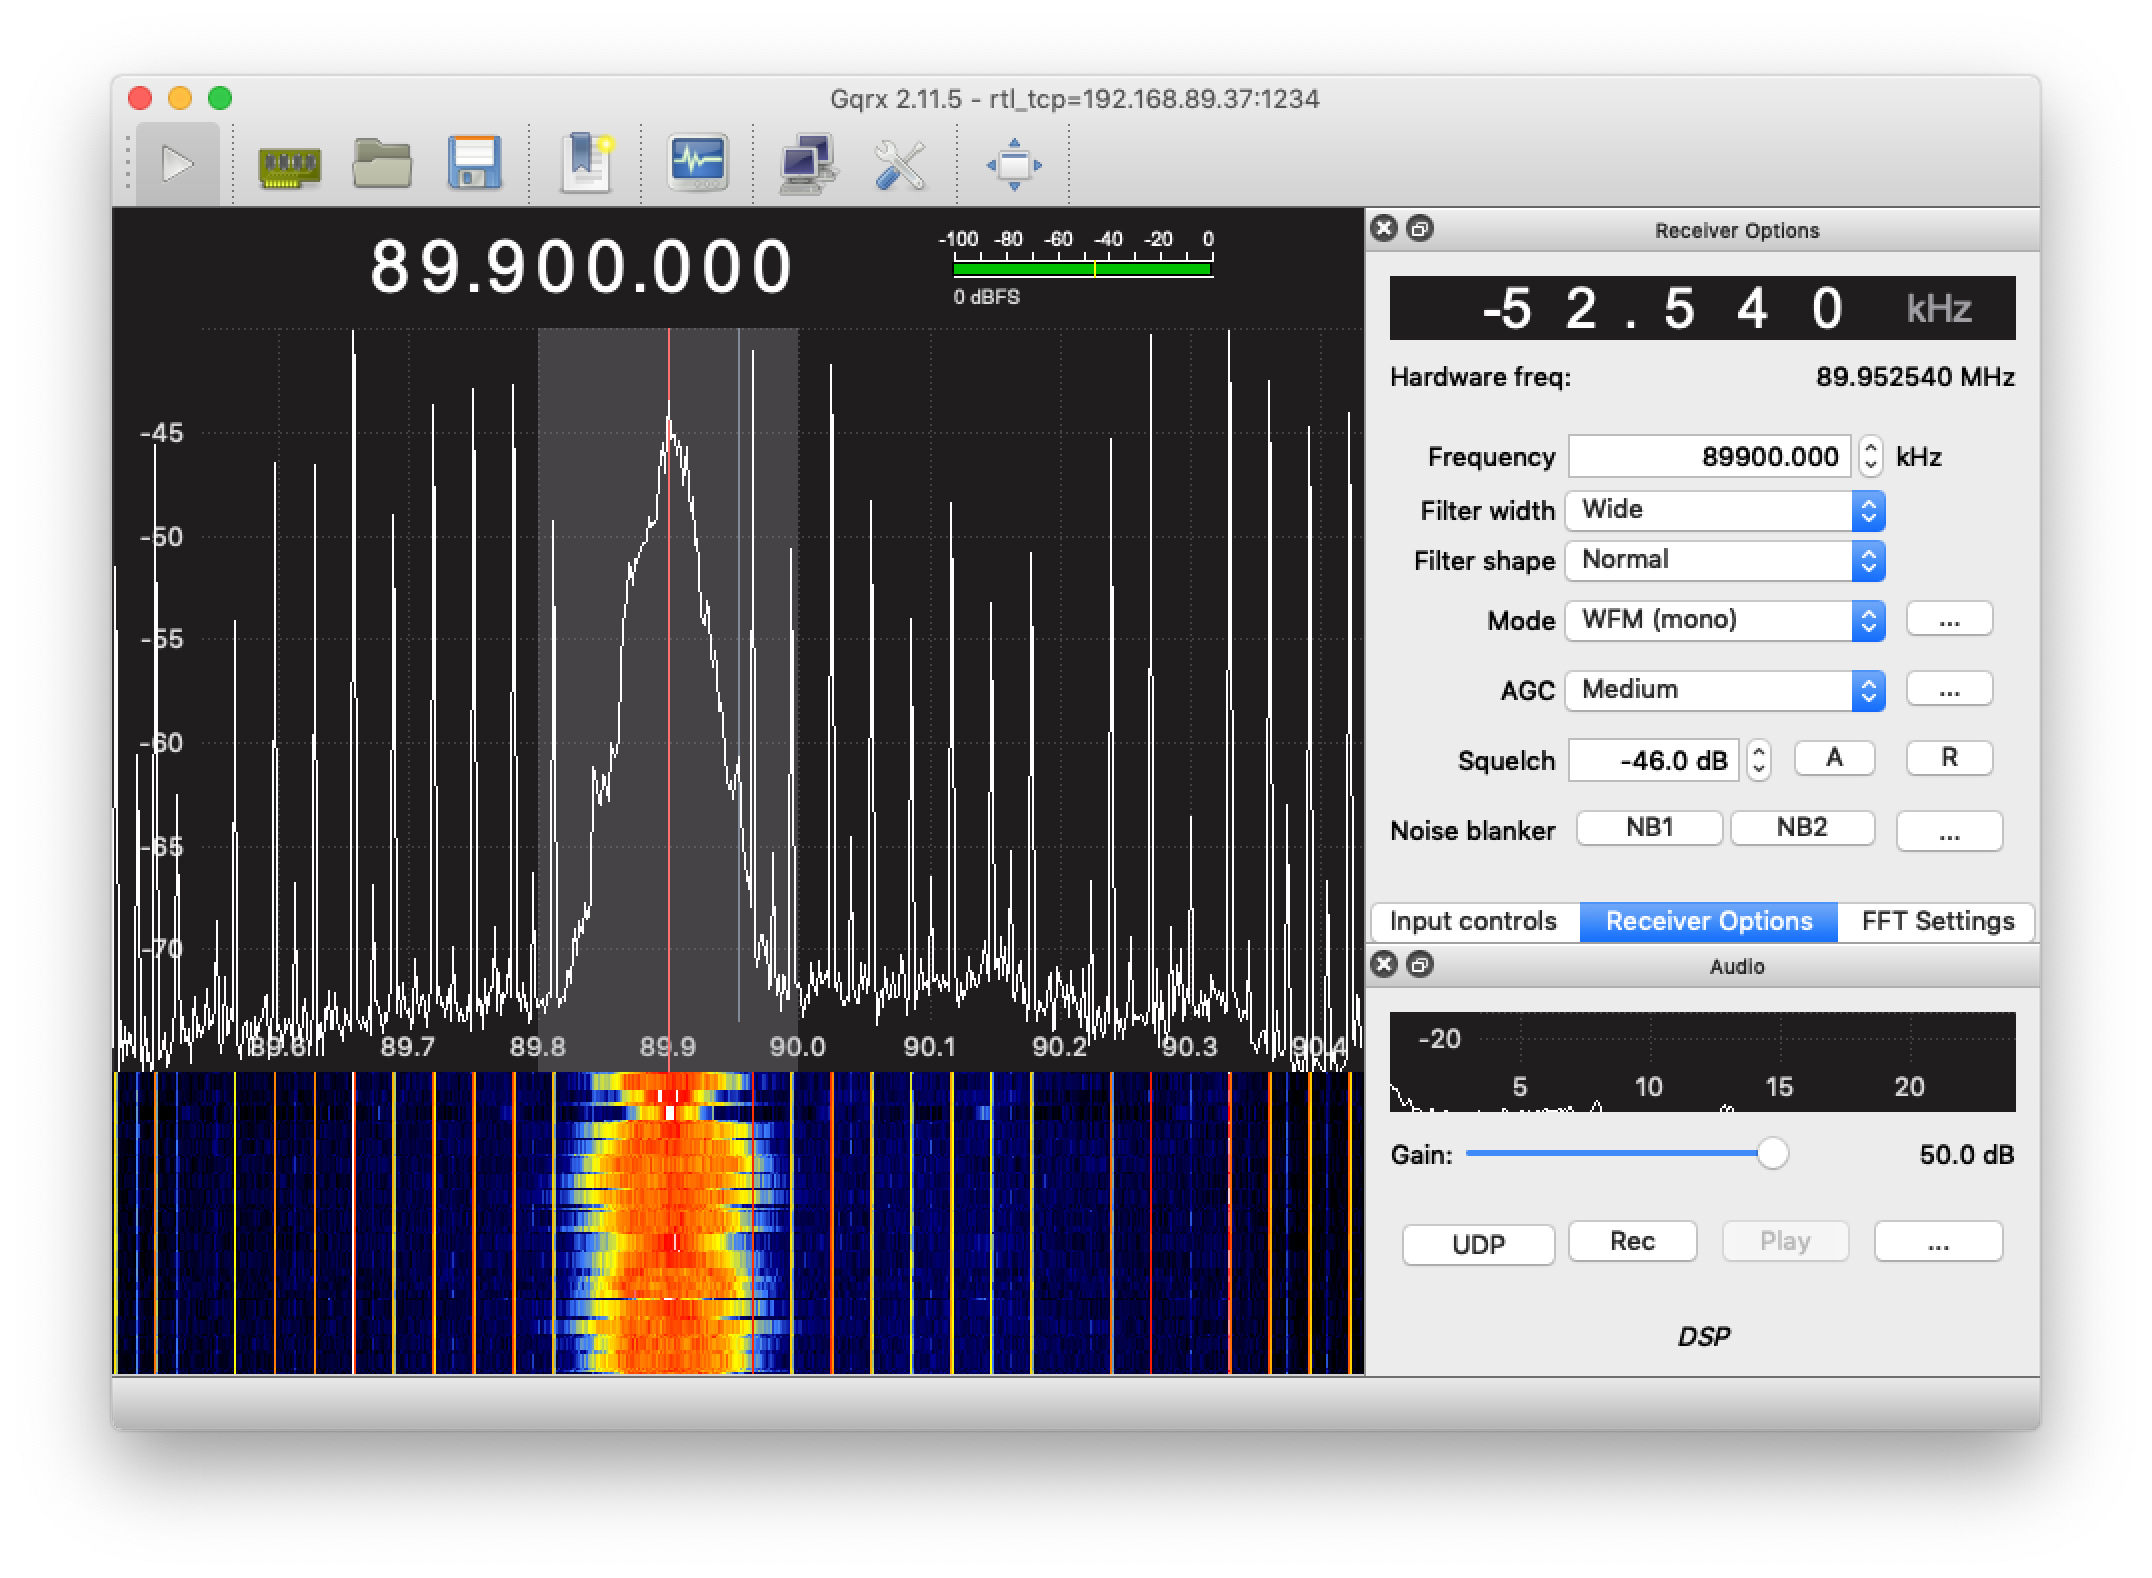 Gqrx 2.11.5 - rtl_tcp=192.168.89.37:1234
89.900.000
-100 -80 -60 -40 -20 0
0 dBFS
-45
-50
-55
-60
-65
-70
89.6 89.7 89.8 89.9 90.0 90.1 90.2 90.3 90.4
Receiver Options
-52.540 kHz
Hardware freq: 89.952540 MHz
Frequency 89900.000 kHz
Filter width Wide
Filter shape Normal
Mode WFM (mono) ...
AGC Medium ...
Squelch -46.0 dB A R
Noise blanker NB1 NB2 ...
Input controls Receiver Options FFT Settings
Audio
-20
5 10 15 20
Gain: 50.0 dB
UDP Rec Play ...
DSP